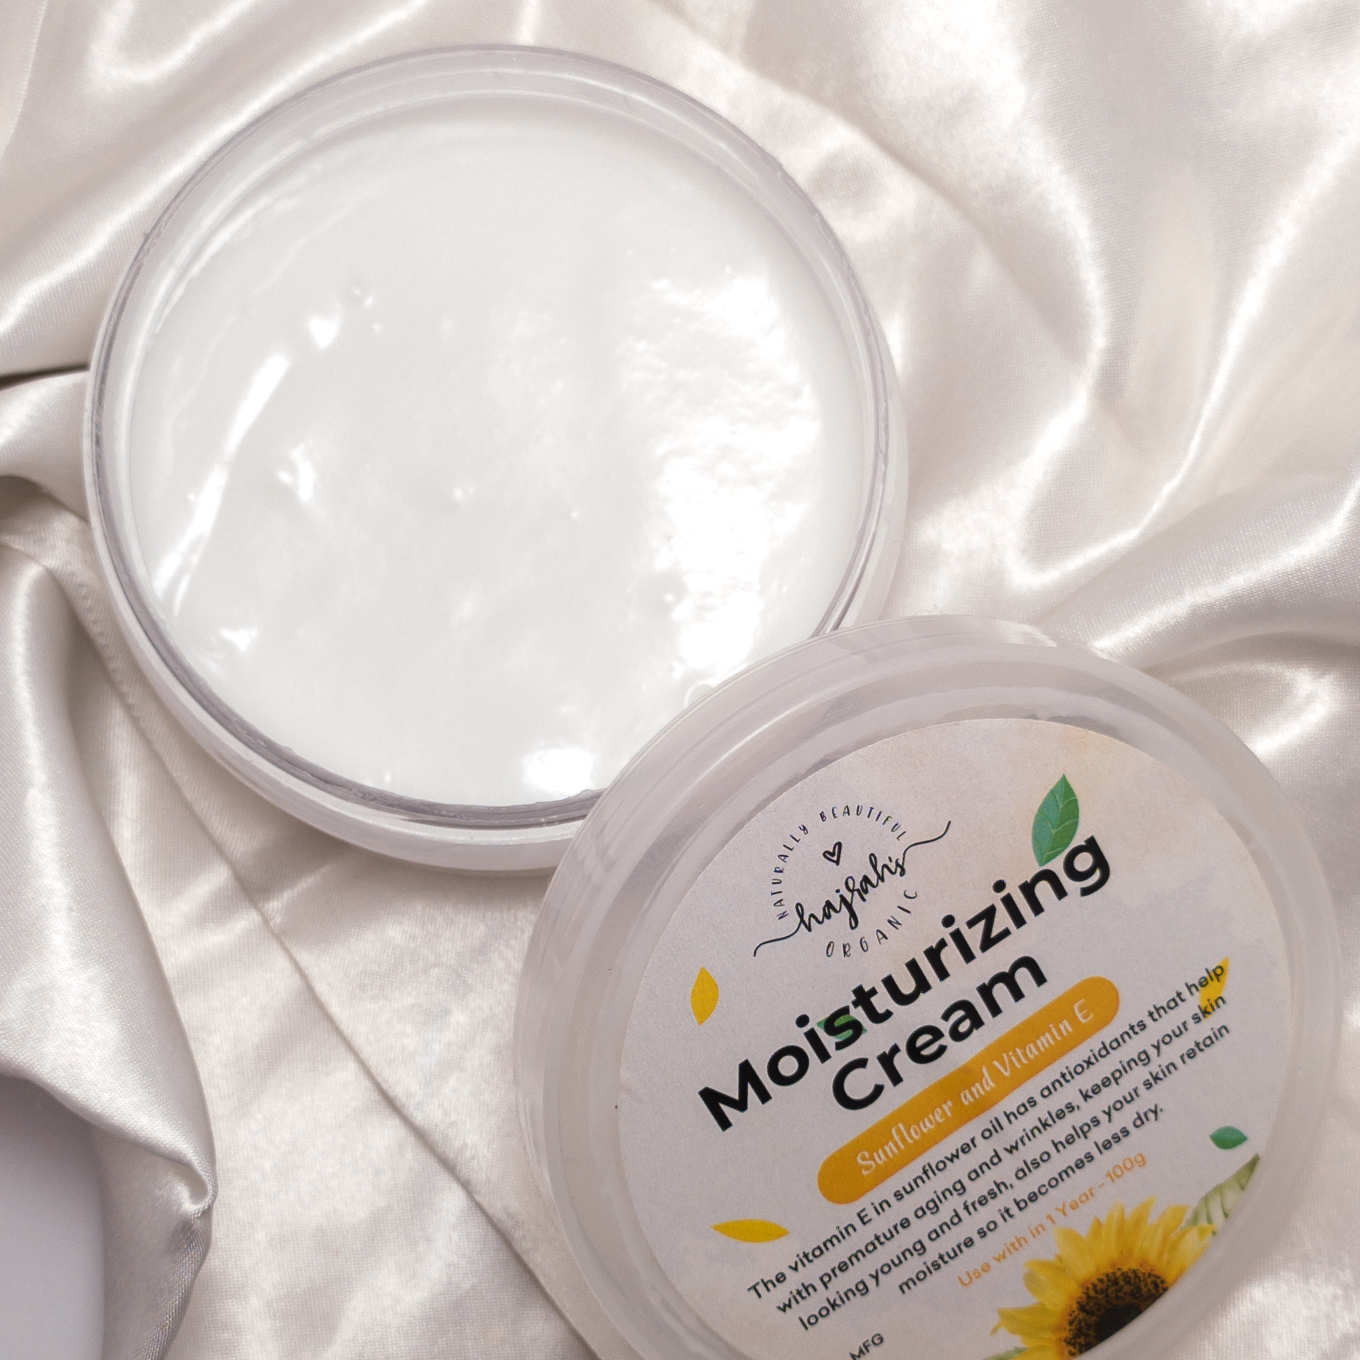 NATURALLY BEAUTIFUL
hajrah's
ORGANIC
Moisturizing
Cream
Sunflower and Vitamin E
The vitamin E in sunflower oil has antioxidants that help
with premature aging and wrinkles, keeping your skin
looking young and fresh, also helps your skin retain
moisture so it becomes less dry.
Use with in 1 Year - 100g
MFG